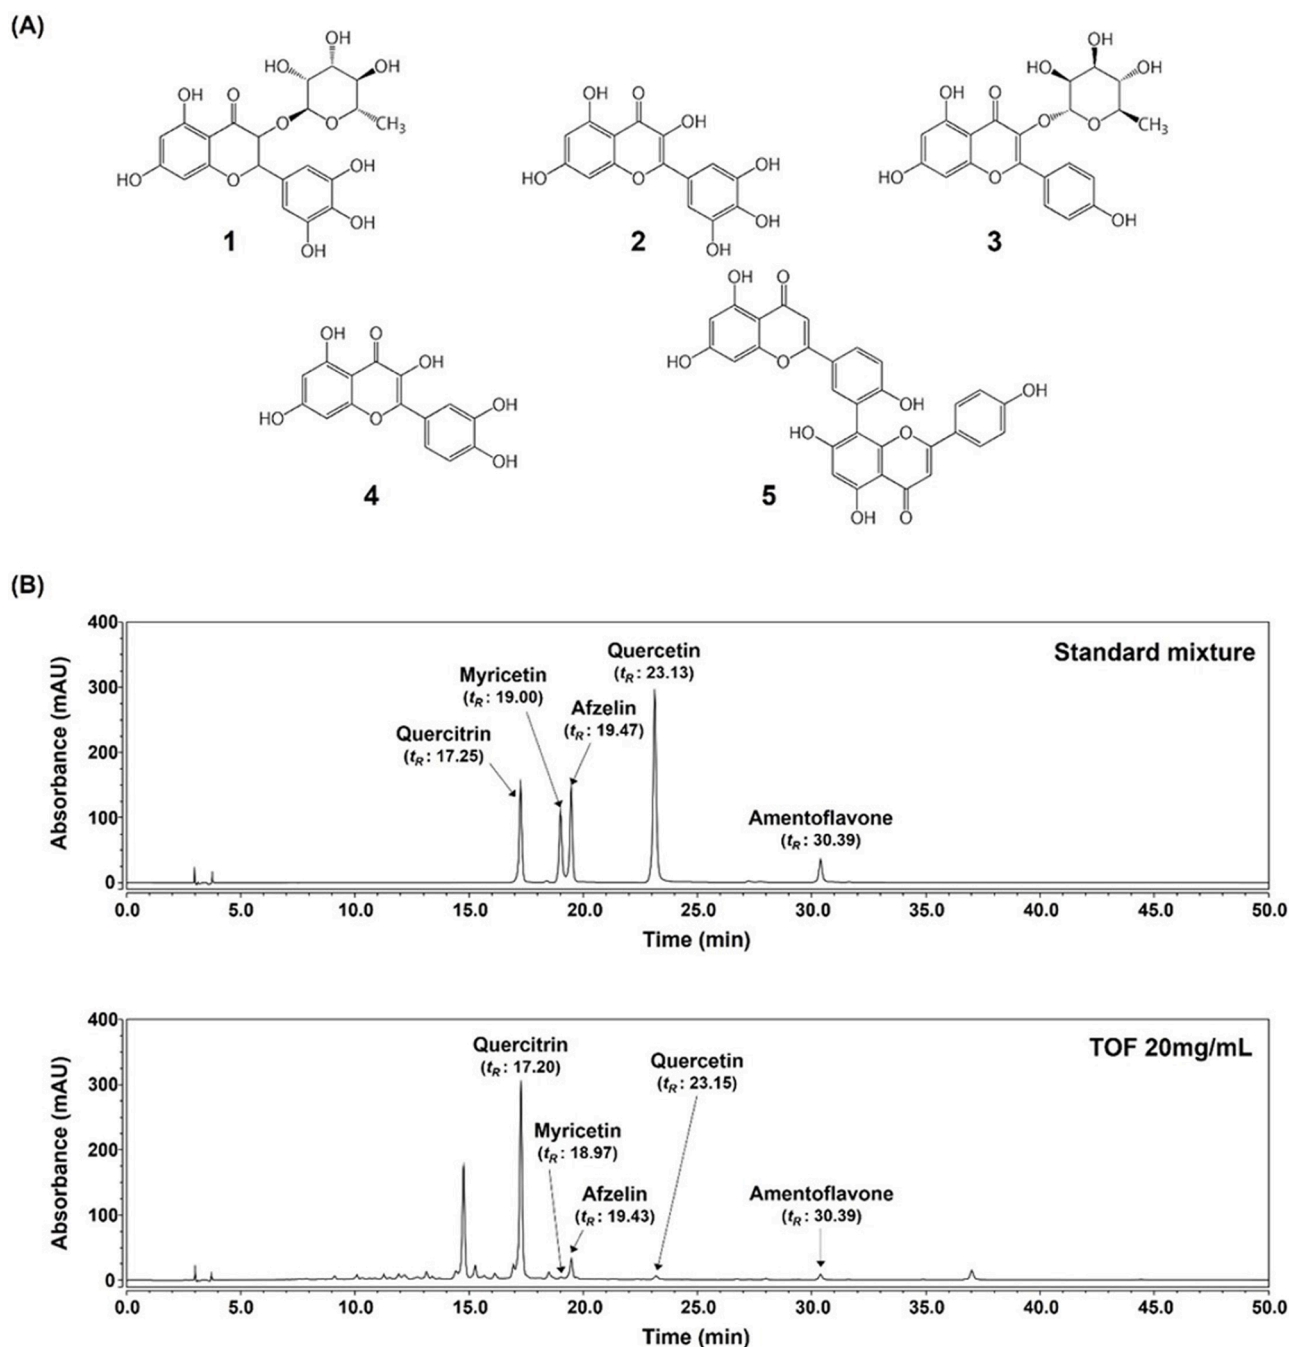 (A)
OH
HO
OH
OH
OH
O
O
O
CH3
HO
O
OH
OH
OH
1
OH
O
OH
HO
O
OH
OH
OH
2
OH
HO
OH
OH
O
O
O
CH3
HO
O
OH
3
OH
O
OH
HO
O
OH
OH
4
OH
O
HO
O
OH
OH
HO
O
OH
O
5
(B)
400
300
200
100
0
Absorbance (mAU)
Standard mixture
Quercetin
(tR: 23.13)
Myricetin
(tR: 19.00)
Afzelin
(tR: 19.47)
Quercitrin
(tR: 17.25)
Amentoflavone
(tR: 30.39)
0.0 5.0 10.0 15.0 20.0 25.0 30.0 35.0 40.0 45.0 50.0
Time (min)
400
300
200
100
0
Absorbance (mAU)
TOF 20mg/mL
Quercitrin
(tR: 17.20)
Quercetin
(tR: 23.15)
Myricetin
(tR: 18.97)
Afzelin
(tR: 19.43)
Amentoflavone
(tR: 30.39)
0.0 5.0 10.0 15.0 20.0 25.0 30.0 35.0 40.0 45.0 50.0
Time (min)